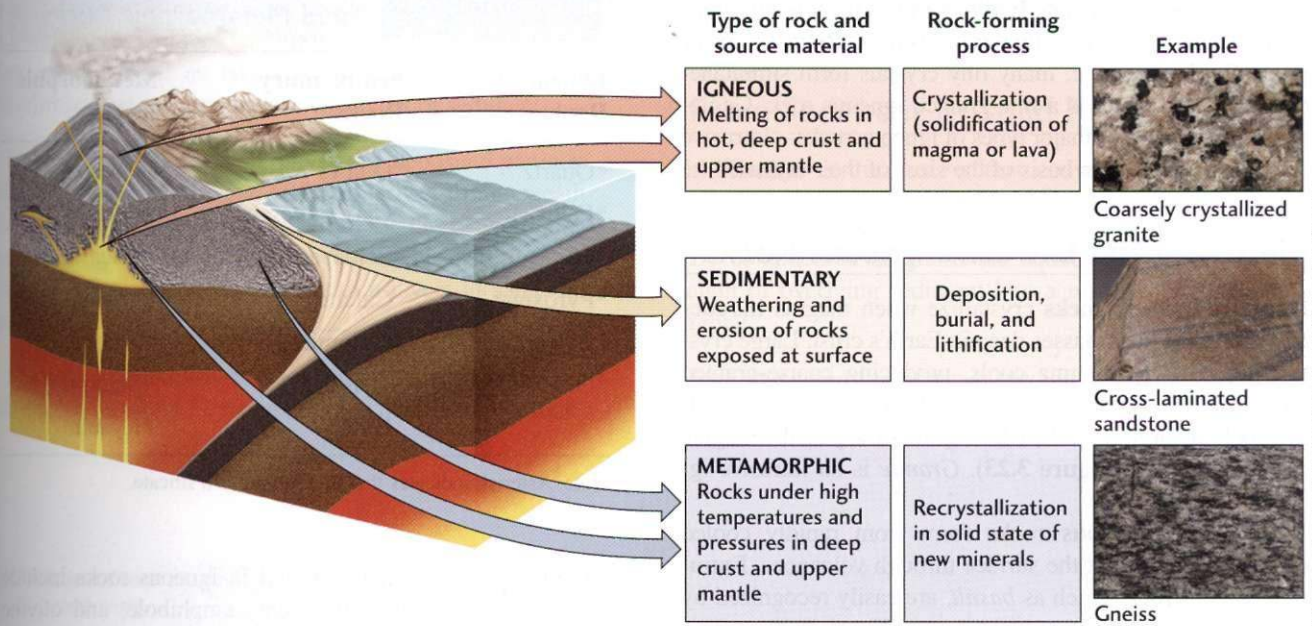 Type of rock and
source material
Rock-forming
process
Example
IGNEOUS
Melting of rocks in
hot, deep crust and
upper mantle
Crystallization
(solidification of
magma or lava)
Coarsely crystallized
granite
SEDIMENTARY
Weathering and
erosion of rocks
exposed at surface
Deposition,
burial, and
lithification
Cross-laminated
sandstone
METAMORPHIC
Rocks under high
temperatures and
pressures in deep
crust and upper
mantle
Recrystallization
in solid state of
new minerals
Gneiss